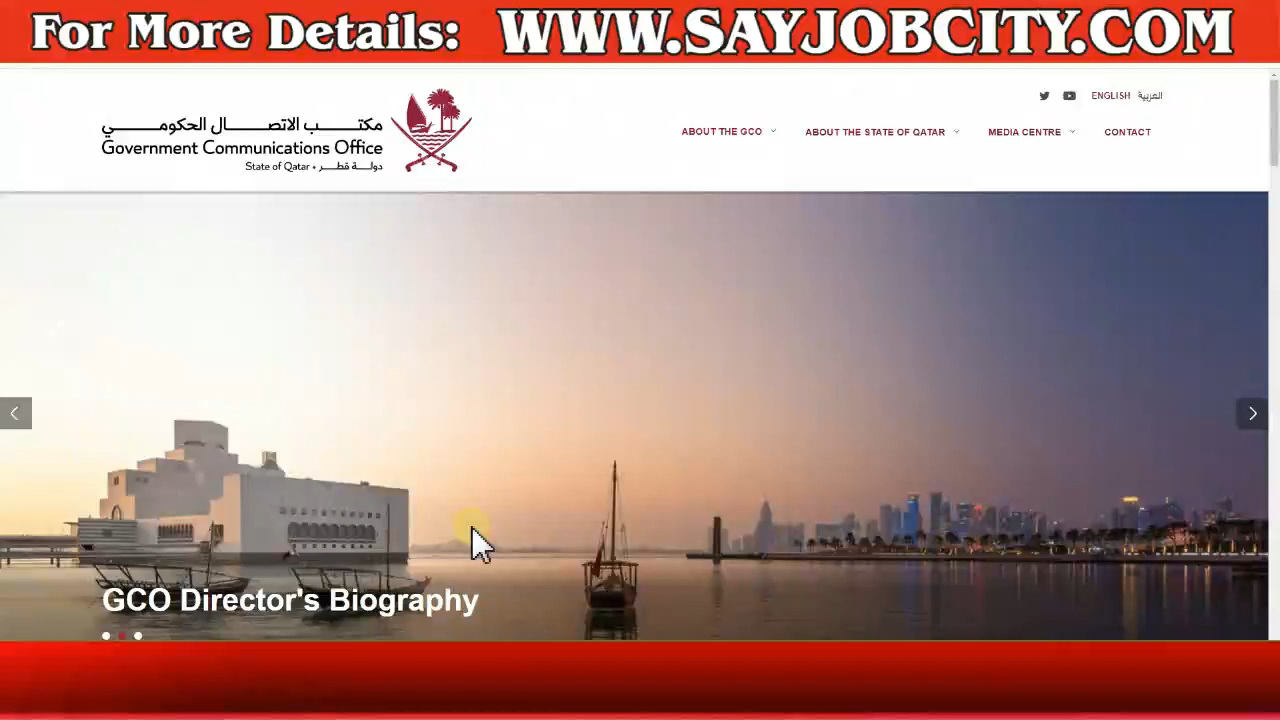 For More Details: WWW.SAYJOBCITY.COM
ENGLISH العربية
مكتب الاتصال الحكومي
Government Communications Office
State of Qatar • دولة قطر
ABOUT THE GCO ABOUT THE STATE OF QATAR MEDIA CENTRE CONTACT
GCO Director's Biography